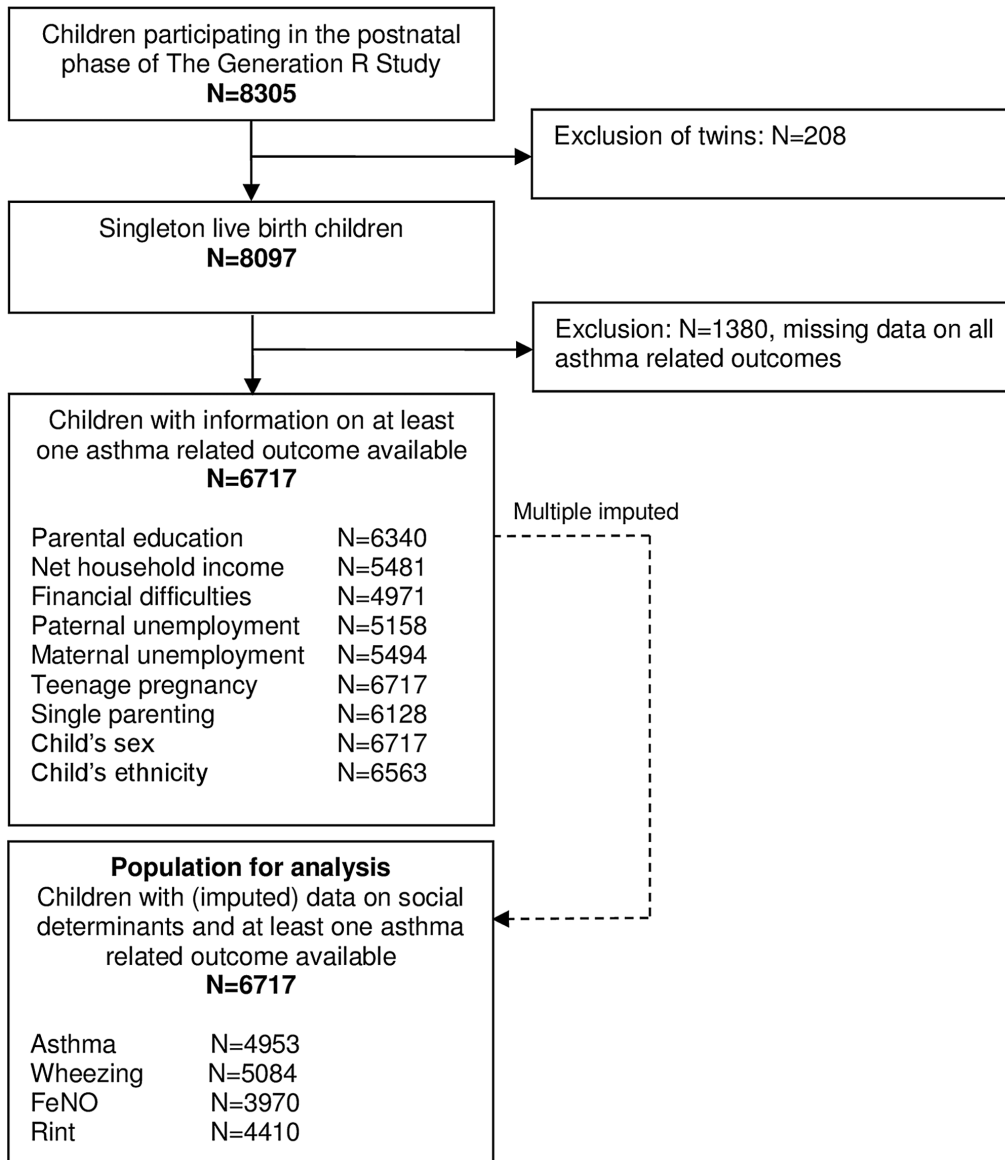 Children participating in the postnatal
phase of The Generation R Study
N=8305
Exclusion of twins: N=208
Singleton live birth children
N=8097
Exclusion: N=1380, missing data on all
asthma related outcomes
Children with information on at least
one asthma related outcome available
N=6717
Multiple imputed
Parental education N=6340
Net household income N=5481
Financial difficulties N=4971
Paternal unemployment N=5158
Maternal unemployment N=5494
Teenage pregnancy N=6717
Single parenting N=6128
Child’s sex N=6717
Child’s ethnicity N=6563
Population for analysis
Children with (imputed) data on social
determinants and at least one asthma
related outcome available
N=6717
Asthma N=4953
Wheezing N=5084
FeNO N=3970
Rint N=4410